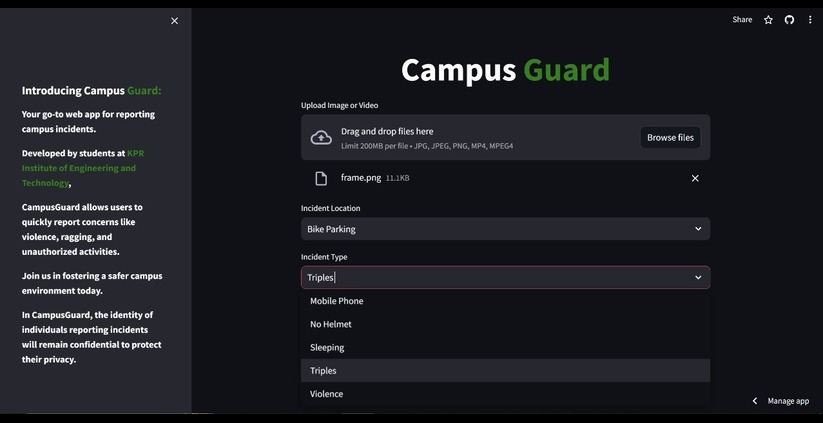 Share
Introducing Campus Guard:
Your go-to web app for reporting
campus incidents.
Developed by students at KPR
Institute of Engineering and
Technology,
CampusGuard allows users to
quickly report concerns like
violence, ragging, and
unauthorized activities.
Join us in fostering a safer campus
environment today.
In CampusGuard, the identity of
individuals reporting incidents
will remain confidential to protect
their privacy.
Campus Guard
Upload Image or Video
Drag and drop files here
Limit 200MB per file • JPG, JPEG, PNG, MP4, MPEG4
Browse files
frame.png 11.1KB
Incident Location
Bike Parking
Incident Type
Triples
Mobile Phone
No Helmet
Sleeping
Triples
Violence
Manage app